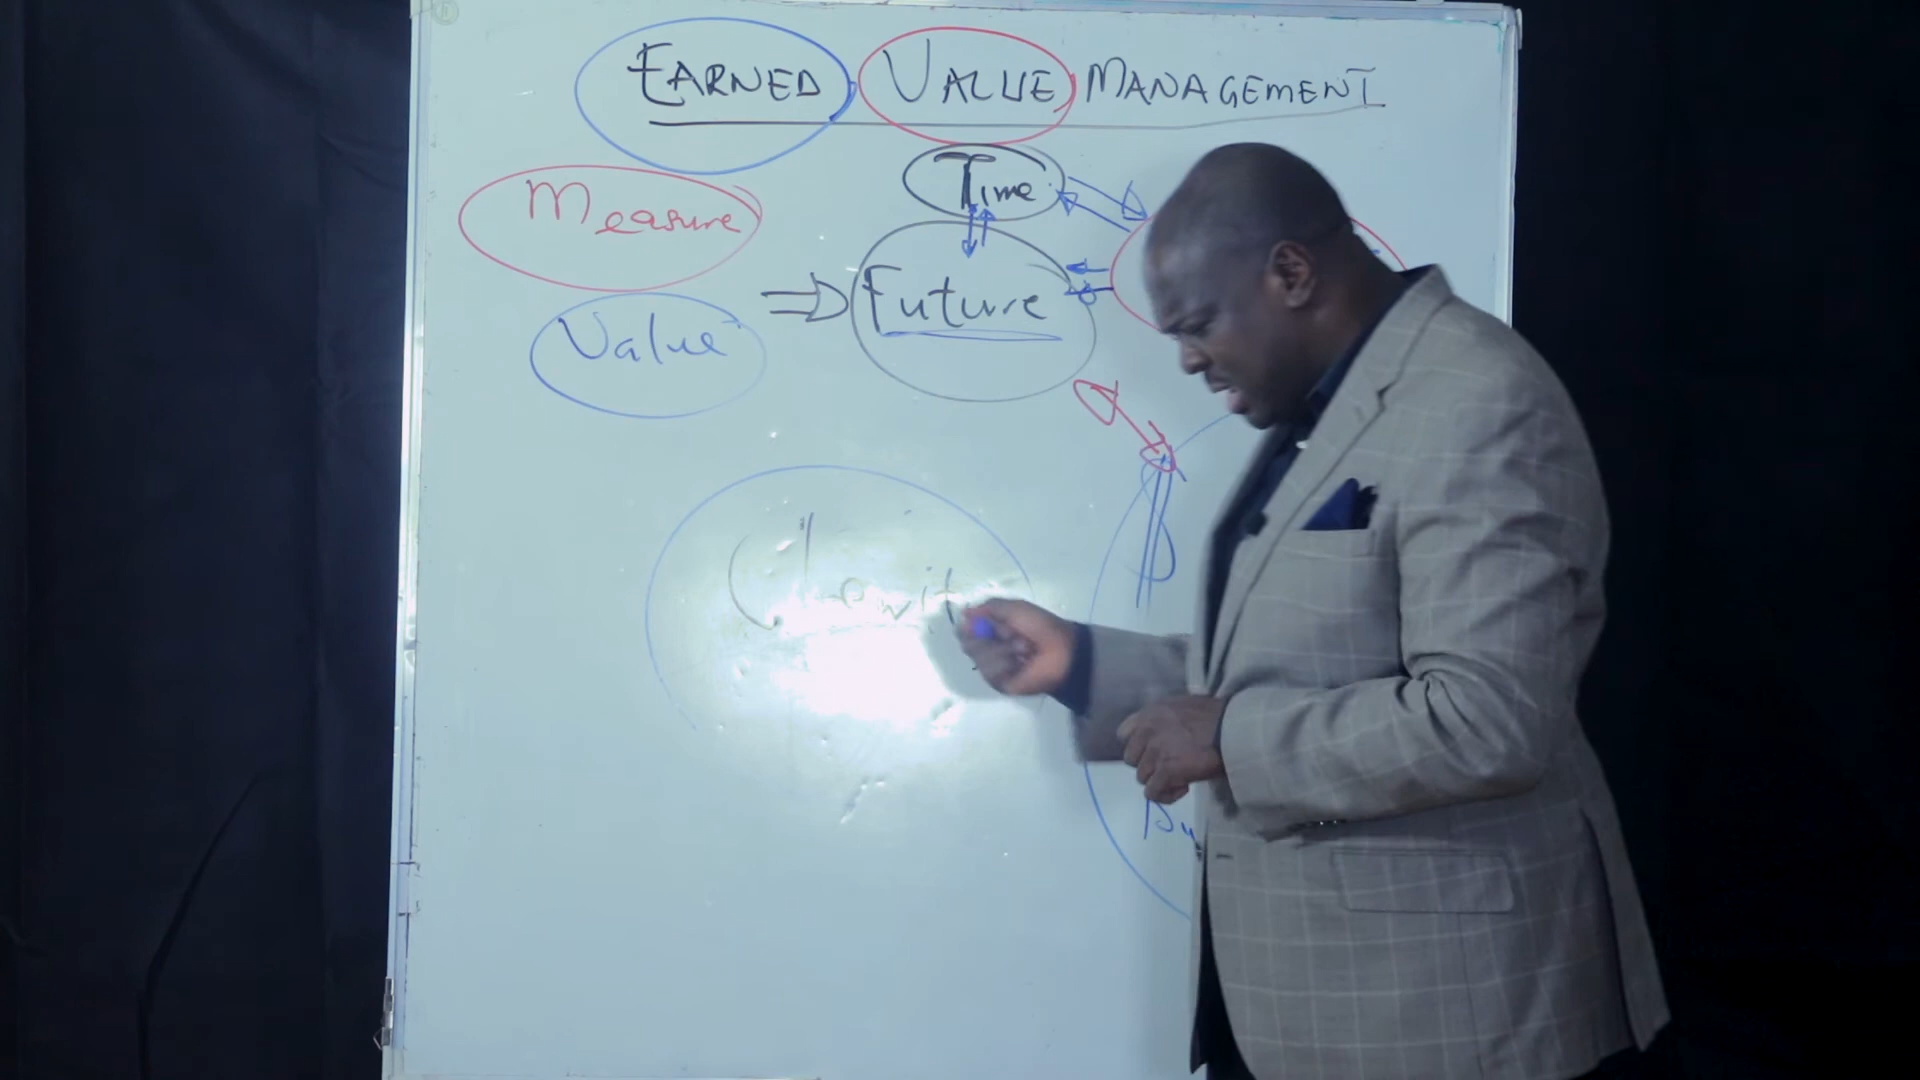 EARNED VALUE MANAGEMENT
Time
Measure
Future
Value